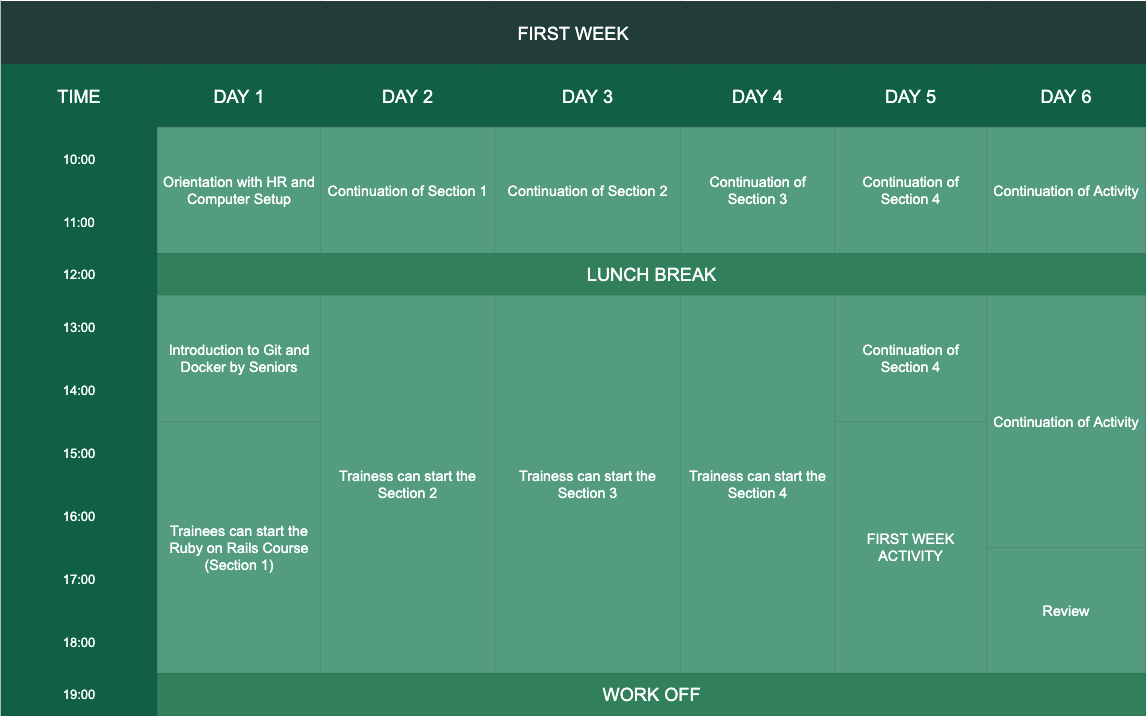 FIRST WEEK
TIME DAY 1 DAY 2 DAY 3 DAY 4 DAY 5 DAY 6
10:00
Orientation with HR and
Computer Setup
Continuation of Section 1
Continuation of Section 2
Continuation of
Section 3
Continuation of
Section 4
Continuation of Activity
11:00
12:00
LUNCH BREAK
13:00
Introduction to Git and
Docker by Seniors
Continuation of
Section 4
14:00
Continuation of Activity
15:00
Trainess can start the
Section 2
Trainess can start the
Section 3
Trainess can start the
Section 4
16:00
Trainees can start the
Ruby on Rails Course
(Section 1)
FIRST WEEK
ACTIVITY
17:00
Review
18:00
19:00
WORK OFF